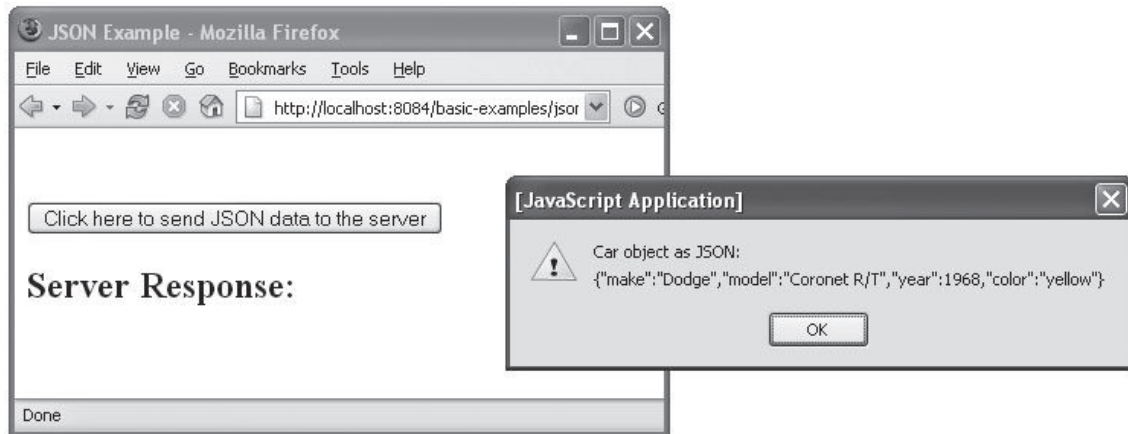 JSON Example - Mozilla Firefox
File Edit View Go Bookmarks Tools Help
http://localhost:8084/basic-examples/jsor
G
Click here to send JSON data to the server
Server Response:
Done
[JavaScript Application]
Car object as JSON:
{"make":"Dodge","model":"Coronet R/T","year":1968,"color":"yellow"}
OK